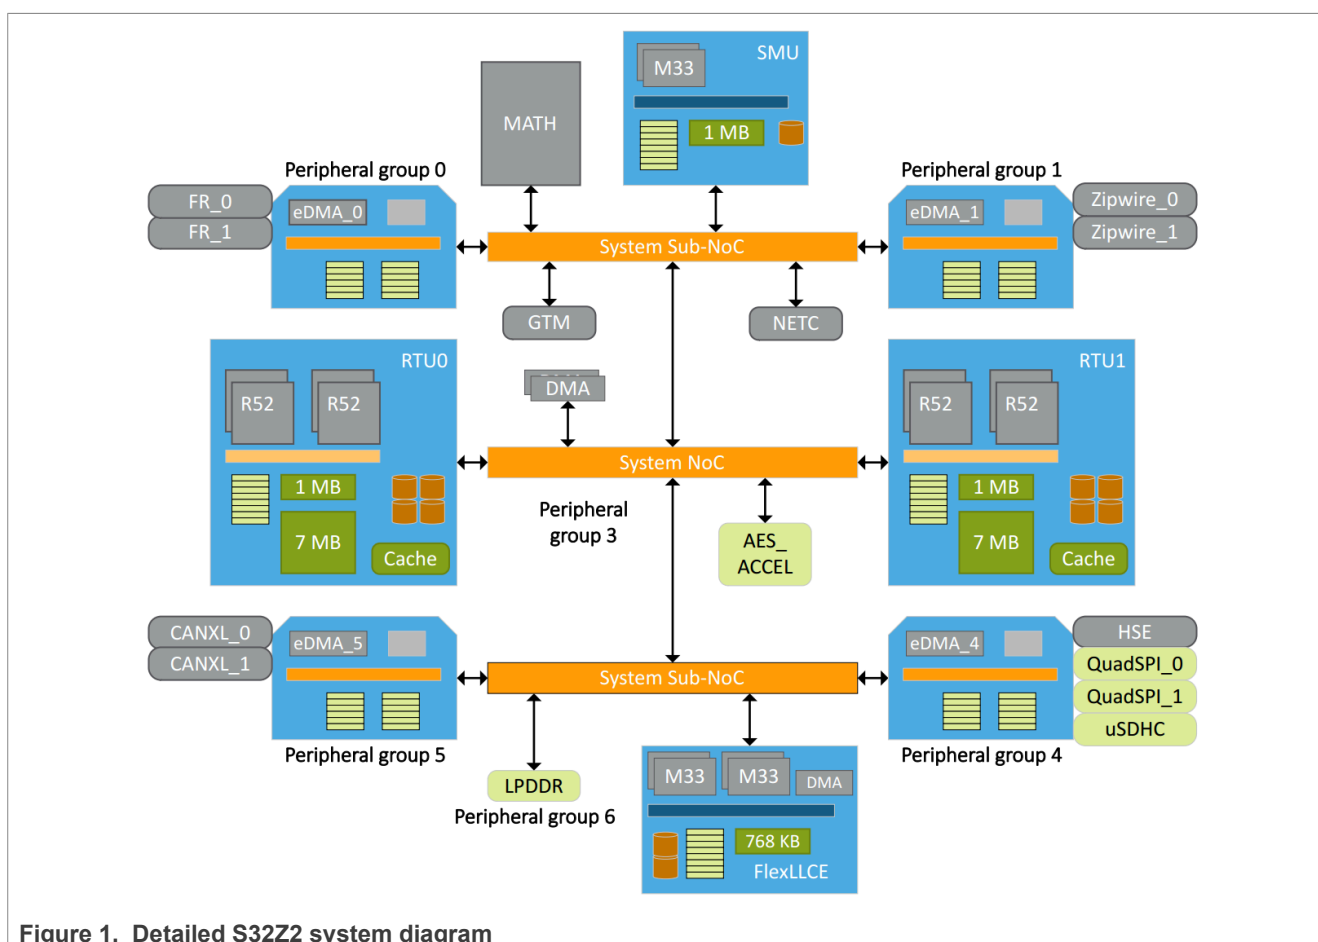 SMU
M33
MATH
1 MB
Peripheral group 0
Peripheral group 1
FR_0
FR_1
eDMA_0
eDMA_1
Zipwire_0
Zipwire_1
System Sub-NoC
GTM
NETC
RTU0
R52
R52
1 MB
7 MB
Cache
DMA
RTU1
R52
R52
1 MB
7 MB
Cache
System NoC
Peripheral
group 3
AES_
ACCEL
CANXL_0
CANXL_1
eDMA_5
eDMA_4
HSE
QuadSPI_0
QuadSPI_1
uSDHC
System Sub-NoC
Peripheral group 5
Peripheral group 4
LPDDR
Peripheral group 6
M33
M33
DMA
768 KB
FlexLLCE
Figure 1. Detailed S32Z2 system diagram